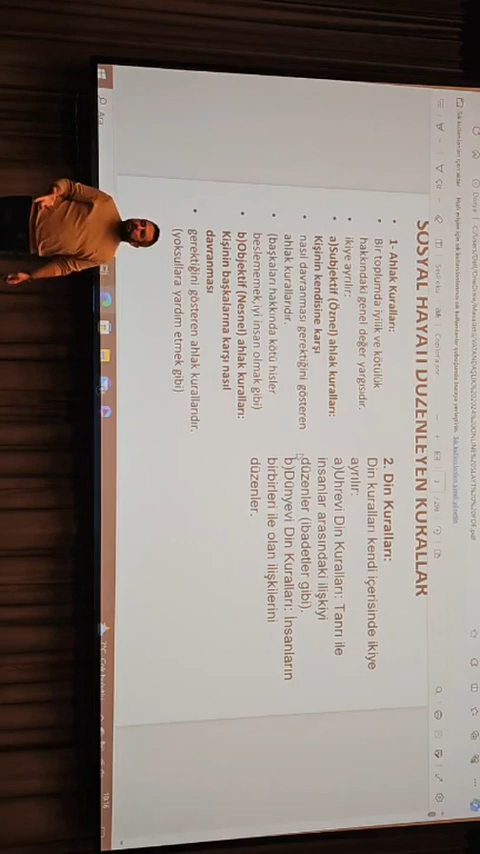 SOSYAL HAYATI DÜZENLEYEN KURALLAR
1- Ahlak Kuralları:
Bir toplumda iyilik ve kötülük
hakkındaki genel değer yargısıdır.
İkiye ayrılır:
a)Subjektif (Öznel) ahlak kuralları:
Kişinin kendisine karşı
nasıl davranması gerektiğini gösteren
ahlak kurallarıdır.
(başkaları hakkında kötü hisler
beslememek,iyi insan olmak gibi)
b)Objektif (Nesnel) ahlak kuralları:
Kişinin başkalarına karşı nasıl
davranması
gerektiğini gösteren ahlak kurallarıdır.
(yoksullara yardım etmek gibi)
2. Din Kuralları:
Din kuralları kendi içerisinde ikiye
ayrılır:
a)Uhrevi Din Kuralları: Tanrı ile
insanlar arasındaki ilişkiyi
düzenler (ibadetler gibi).
b)Dünyevi Din Kuralları: İnsanların
birbirleri ile olan ilişkilerini
düzenler.
Ara